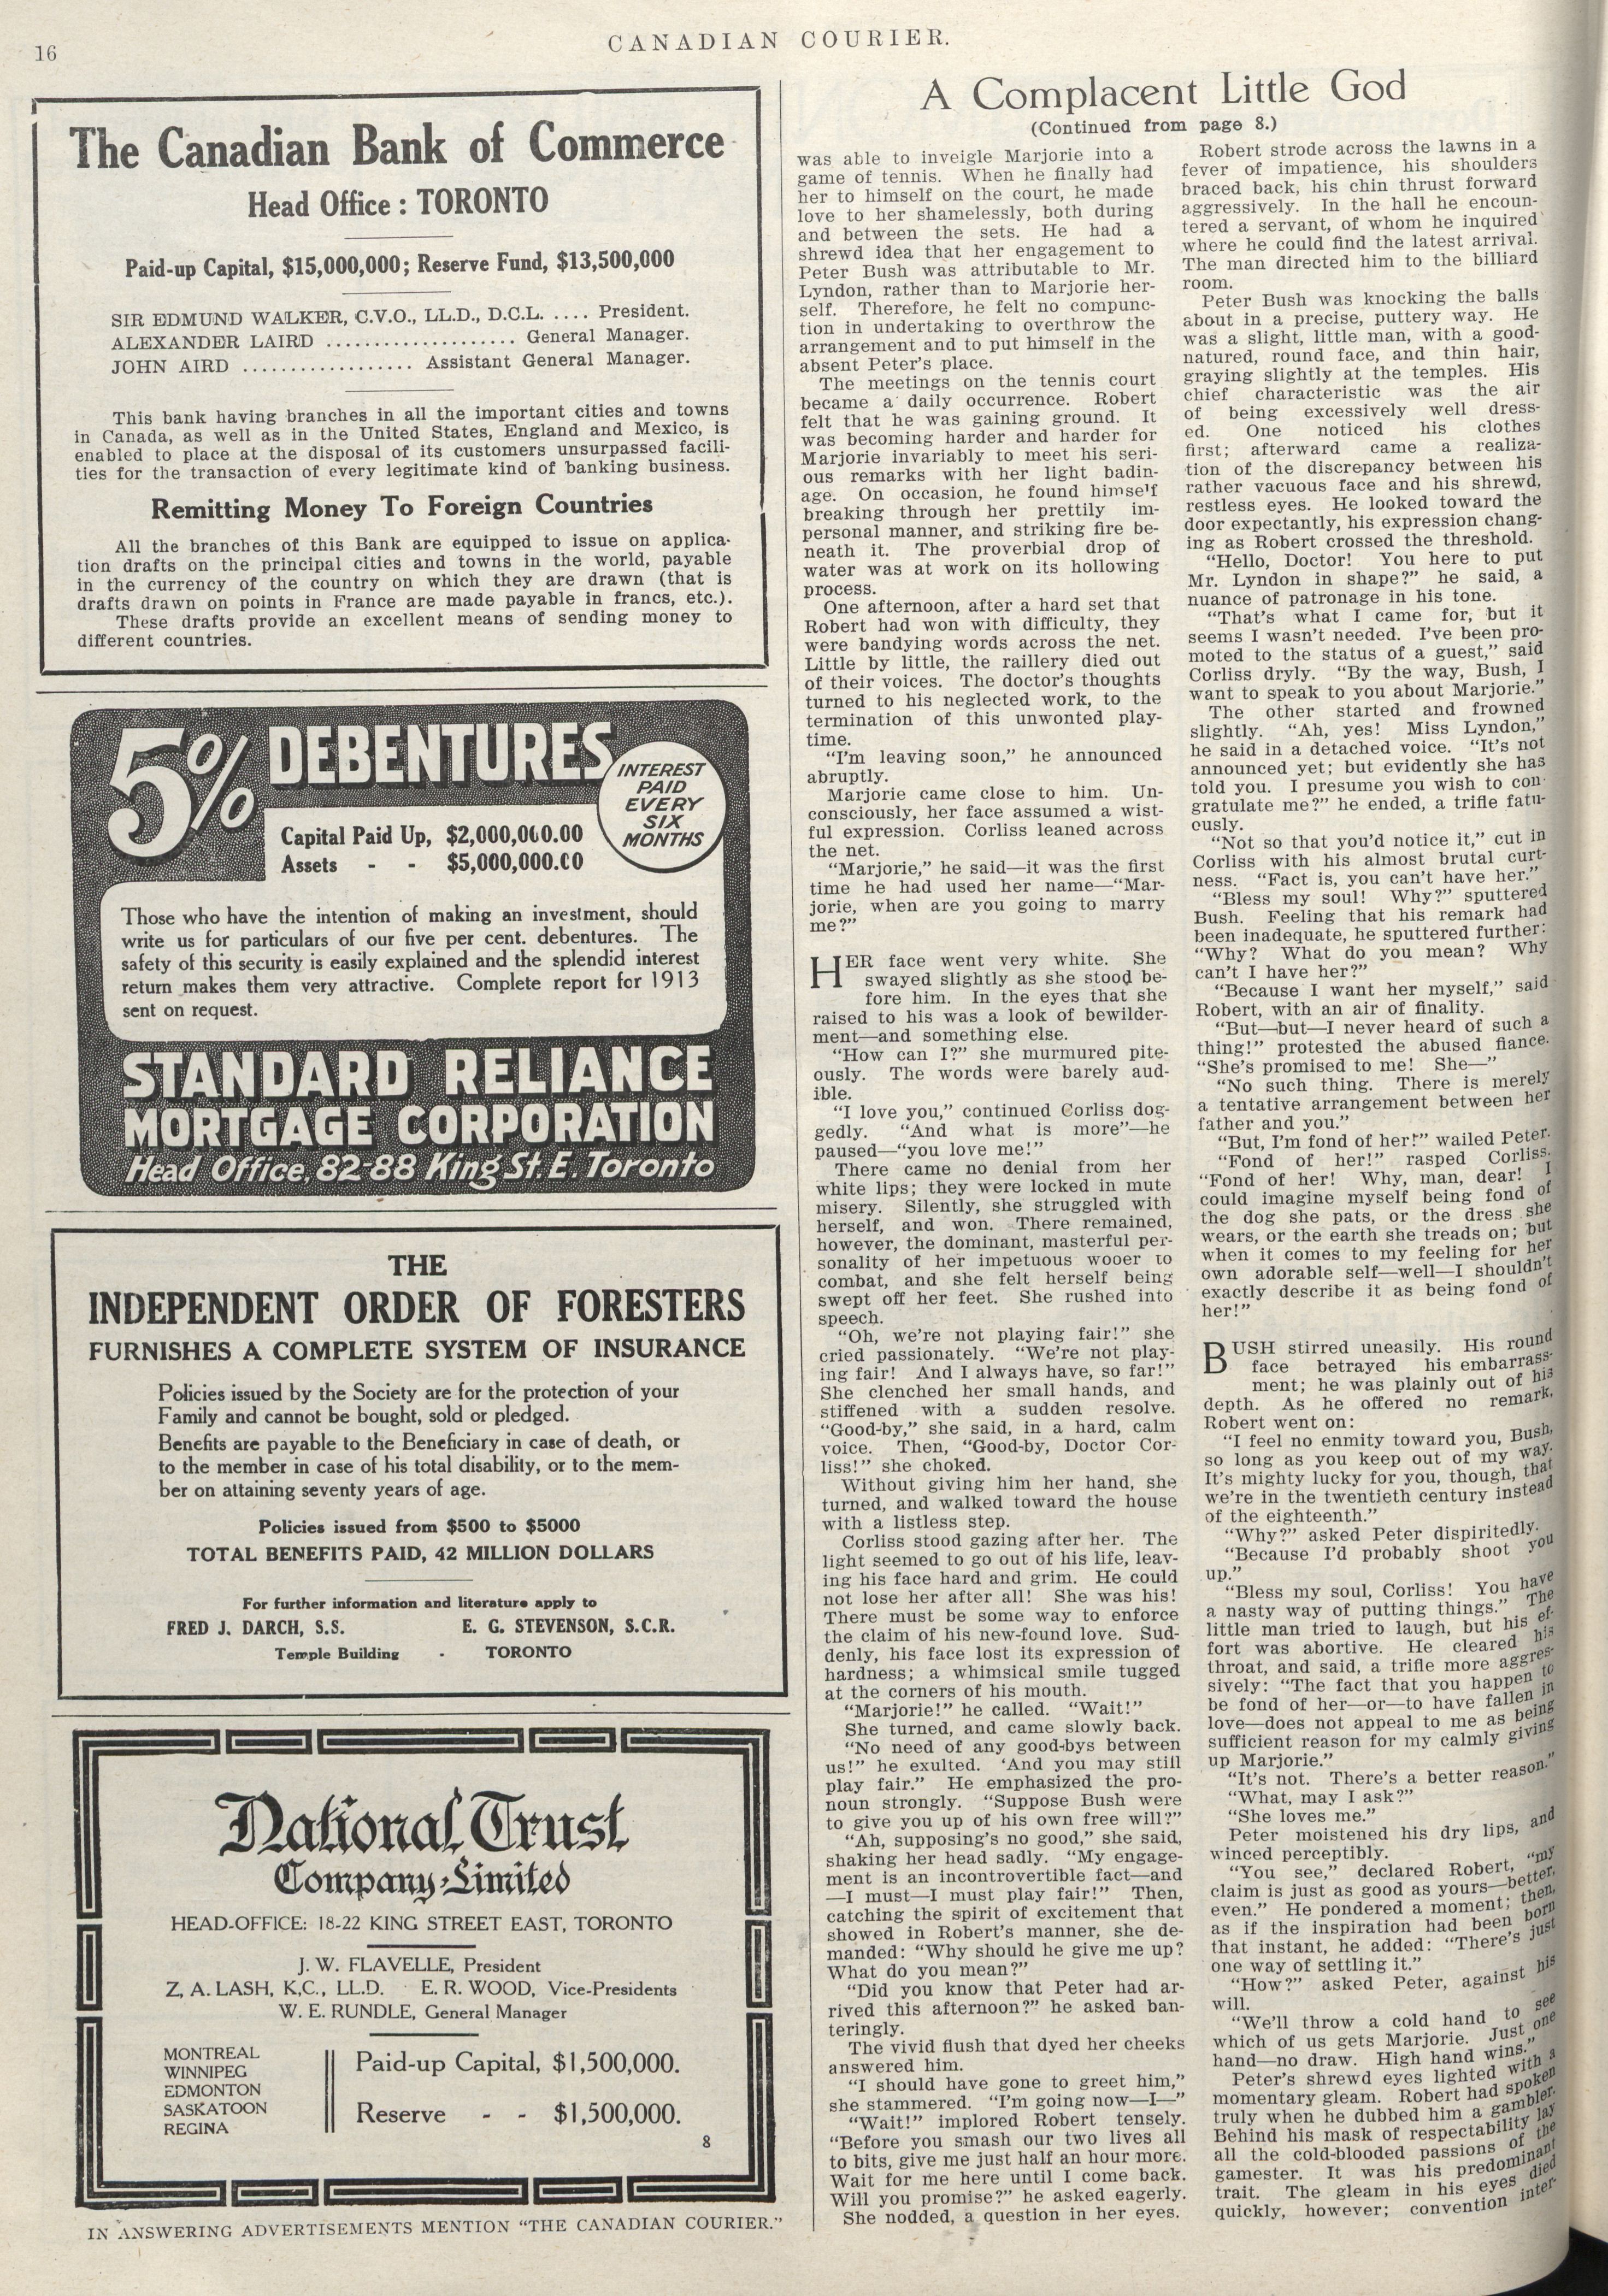 16
CANADIAN COURIER.
The Canadian Bank of Commerce
Head Office : TORONTO
Paid-up Capital, $15,000,000; Reserve Fund, $13,500,000
SIR EDMUND WALKER, C.V.O., LL.D., D.C.L. .... President.
ALEXANDER LAIRD .................... General Manager.
JOHN AIRD .................. Assistant General Manager.
This bank having branches in all the important cities and towns
in Canada, as well as in the United States, England and Mexico, is
enabled to place at the disposal of its customers unsurpassed facili-
ties for the transaction of every legitimate kind of banking business.
Remitting Money To Foreign Countries
All the branches of this Bank are equipped to issue on applica-
tion drafts on the principal cities and towns in the world, payable
in the currency of the country on which they are drawn (that is
drafts drawn on points in France are made payable in francs, etc.).
These drafts provide an excellent means of sending money to
different countries.
5% DEBENTURES
INTEREST
PAID
EVERY
SIX
MONTHS
Capital Paid Up, $2,000,000.00
Assets - - $5,000,000.00
Those who have the intention of making an investment, should
write us for particulars of our five per cent. debentures. The
safety of this security is easily explained and the splendid interest
return makes them very attractive. Complete report for 1913
sent on request.
STANDARD RELIANCE
MORTGAGE CORPORATION
Head Office, 82-88 King St. E. Toronto
THE
INDEPENDENT ORDER OF FORESTERS
FURNISHES A COMPLETE SYSTEM OF INSURANCE
Policies issued by the Society are for the protection of your
Family and cannot be bought, sold or pledged.
Benefits are payable to the Beneficiary in case of death, or
to the member in case of his total disability, or to the mem-
ber on attaining seventy years of age.
Policies issued from $500 to $5000
TOTAL BENEFITS PAID, 42 MILLION DOLLARS
For further information and literature apply to
FRED J. DARCH, S.S. E. G. STEVENSON, S.C.R.
Temple Building - TORONTO
National Trust
Company Limited
HEAD-OFFICE: 18-22 KING STREET EAST, TORONTO
J. W. FLAVELLE, President
Z. A. LASH, K.C., LL.D. E. R. WOOD, Vice-Presidents
W. E. RUNDLE, General Manager
MONTREAL
WINNIPEG
EDMONTON
SASKATOON
REGINA
Paid-up Capital, $1,500,000.
Reserve - - $1,500,000.
8
IN ANSWERING ADVERTISEMENTS MENTION "THE CANADIAN COURIER."
A Complacent Little God
(Continued from page 8.)
was able to inveigle Marjorie into a
game of tennis. When he finally had
her to himself on the court, he made
love to her shamelessly, both during
and between the sets. He had a
shrewd idea that her engagement to
Peter Bush was attributable to Mr.
Lyndon, rather than to Marjorie her-
self. Therefore, he felt no compunc-
tion in undertaking to overthrow the
arrangement and to put himself in the
absent Peter's place.
The meetings on the tennis court
became a daily occurrence. Robert
felt that he was gaining ground. It
was becoming harder and harder for
Marjorie invariably to meet his seri-
ous remarks with her light badin-
age. On occasion, he found himself
breaking through her prettily im-
personal manner, and striking fire be-
neath it. The proverbial drop of
water was at work on its hollowing
process.
One afternoon, after a hard set that
Robert had won with difficulty, they
were bandying words across the net.
Little by little, the raillery died out
of their voices. The doctor's thoughts
turned to his neglected work, to the
termination of this unwonted play-
time.
"I'm leaving soon," he announced
abruptly.
Marjorie came close to him. Un-
consciously, her face assumed a wist-
ful expression. Corliss leaned across
the net.
"Marjorie," he said—it was the first
time he had used her name—"Mar-
jorie, when are you going to marry
me?"
HER face went very white. She
swayed slightly as she stood be-
fore him. In the eyes that she
raised to his was a look of bewilder-
ment—and something else.
"How can I?" she murmured pite-
ously. The words were barely aud-
ible.
"I love you," continued Corliss dog-
gedly. "And what is more"—he
paused—"you love me!"
There came no denial from her
white lips; they were locked in mute
misery. Silently, she struggled with
herself, and won. There remained,
however, the dominant, masterful per-
sonality of her impetuous wooer to
combat, and she felt herself being
swept off her feet. She rushed into
speech.
"Oh, we're not playing fair!" she
cried passionately. "We're not play-
ing fair! And I always have, so far!"
She clenched her small hands, and
stiffened with a sudden resolve.
"Good-by," she said, in a hard, calm
voice. Then, "Good-by, Doctor Cor-
liss!" she choked.
Without giving him her hand, she
turned, and walked toward the house
with a listless step.
Corliss stood gazing after her. The
light seemed to go out of his life, leav-
ing his face hard and grim. He could
not lose her after all! She was his!
There must be some way to enforce
the claim of his new-found love. Sud-
denly, his face lost its expression of
hardness; a whimsical smile tugged
at the corners of his mouth.
"Marjorie!" he called. "Wait!"
She turned, and came slowly back.
"No need of any good-bys between
us!" he exulted. 'And you may still
play fair." He emphasized the pro-
noun strongly. "Suppose Bush were
to give you up of his own free will?"
"Ah, supposing's no good," she said,
shaking her head sadly. "My engage-
ment is an incontrovertible fact—and
—I must—I must play fair!" Then,
catching the spirit of excitement that
showed in Robert's manner, she de-
manded: "Why should he give me up?
What do you mean?"
"Did you know that Peter had ar-
rived this afternoon?" he asked ban-
teringly.
The vivid flush that dyed her cheeks
answered him.
"I should have gone to greet him,"
she stammered. "I'm going now—I—"
"Wait!" implored Robert tensely.
"Before you smash our two lives all
to bits, give me just half an hour more.
Wait for me here until I come back.
Will you promise?" he asked eagerly.
She nodded, a question in her eyes.
Robert strode across the lawns in a
fever of impatience, his shoulders
braced back, his chin thrust forward
aggressively. In the hall he encoun-
tered a servant, of whom he inquired
where he could find the latest arrival.
The man directed him to the billiard
room.
Peter Bush was knocking the balls
about in a precise, puttery way. He
was a slight, little man, with a good-
natured, round face, and thin hair,
graying slightly at the temples. His
chief characteristic was the air
of being excessively well dress-
ed. One noticed his clothes
first; afterward came a realiza-
tion of the discrepancy between his
rather vacuous face and his shrewd,
restless eyes. He looked toward the
door expectantly, his expression chang-
ing as Robert crossed the threshold.
"Hello, Doctor! You here to put
Mr. Lyndon in shape?" he said, a
nuance of patronage in his tone.
"That's what I came for, but it
seems I wasn't needed. I've been pro-
moted to the status of a guest," said
Corliss dryly. "By the way, Bush, I
want to speak to you about Marjorie."
The other started and frowned
slightly. "Ah, yes! Miss Lyndon,"
he said in a detached voice. "It's not
announced yet; but evidently she has
told you. I presume you wish to con-
gratulate me?" he ended, a trifle fatu-
ously.
"Not so that you'd notice it," cut in
Corliss with his almost brutal curt-
ness. "Fact is, you can't have her."
"Bless my soul! Why?" sputtered
Bush. Feeling that his remark had
been inadequate, he sputtered further:
"Why? What do you mean? Why
can't I have her?"
"Because I want her myself," said
Robert, with an air of finality.
"But—but—I never heard of such a
thing!" protested the abused fiance.
"She's promised to me! She—"
"No such thing. There is merely
a tentative arrangement between her
father and you."
"But, I'm fond of her!" wailed Peter.
"Fond of her!" rasped Corliss.
"Fond of her! Why, man, dear! I
could imagine myself being fond of
the dog she pats, or the dress she
wears, or the earth she treads on; but
when it comes to my feeling for her
own adorable self—well—I shouldn't
exactly describe it as being fond of
her!"
BUSH stirred uneasily. His round
face betrayed his embarrass-
ment; he was plainly out of his
depth. As he offered no remark,
Robert went on:
"I feel no enmity toward you, Bush,
so long as you keep out of my way.
It's mighty lucky for you, though, that
we're in the twentieth century instead
of the eighteenth."
"Why?" asked Peter dispiritedly.
"Because I'd probably shoot you
up."
"Bless my soul, Corliss! You have
a nasty way of putting things." The
little man tried to laugh, but his ef-
fort was abortive. He cleared his
throat, and said, a trifle more aggres-
sively: "The fact that you happen to
be fond of her—or—to have fallen in
love—does not appeal to me as being
sufficient reason for my calmly giving
up Marjorie."
"It's not. There's a better reason."
"What, may I ask?"
"She loves me."
Peter moistened his dry lips, and
winced perceptibly.
"You see," declared Robert, "my
claim is just as good as yours—better,
even." He pondered a moment; then,
as if the inspiration had been born
that instant, he added: "There's just
one way of settling it."
"How?" asked Peter, against his
will.
"We'll throw a cold hand to see
which of us gets Marjorie. Just one
hand—no draw. High hand wins."
Peter's shrewd eyes lighted with a
momentary gleam. Robert had spoken
truly when he dubbed him a gambler.
Behind his mask of respectability lay
all the cold-blooded passions of the
gamester. It was his predominant
trait. The gleam in his eyes died
quickly, however; convention inter-